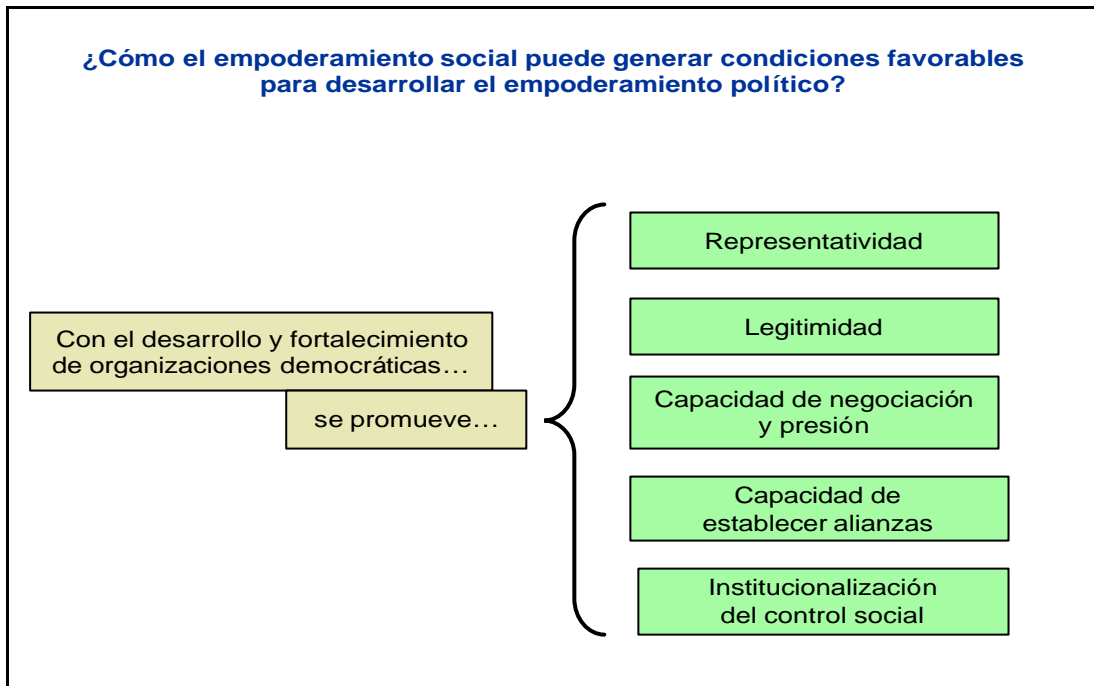 ¿Cómo el empoderamiento social puede generar condiciones favorables
para desarrollar el empoderamiento político?
Con el desarrollo y fortalecimiento
de organizaciones democráticas…
se promueve…
Representatividad
Legitimidad
Capacidad de negociación
y presión
Capacidad de
establecer alianzas
Institucionalización
del control social